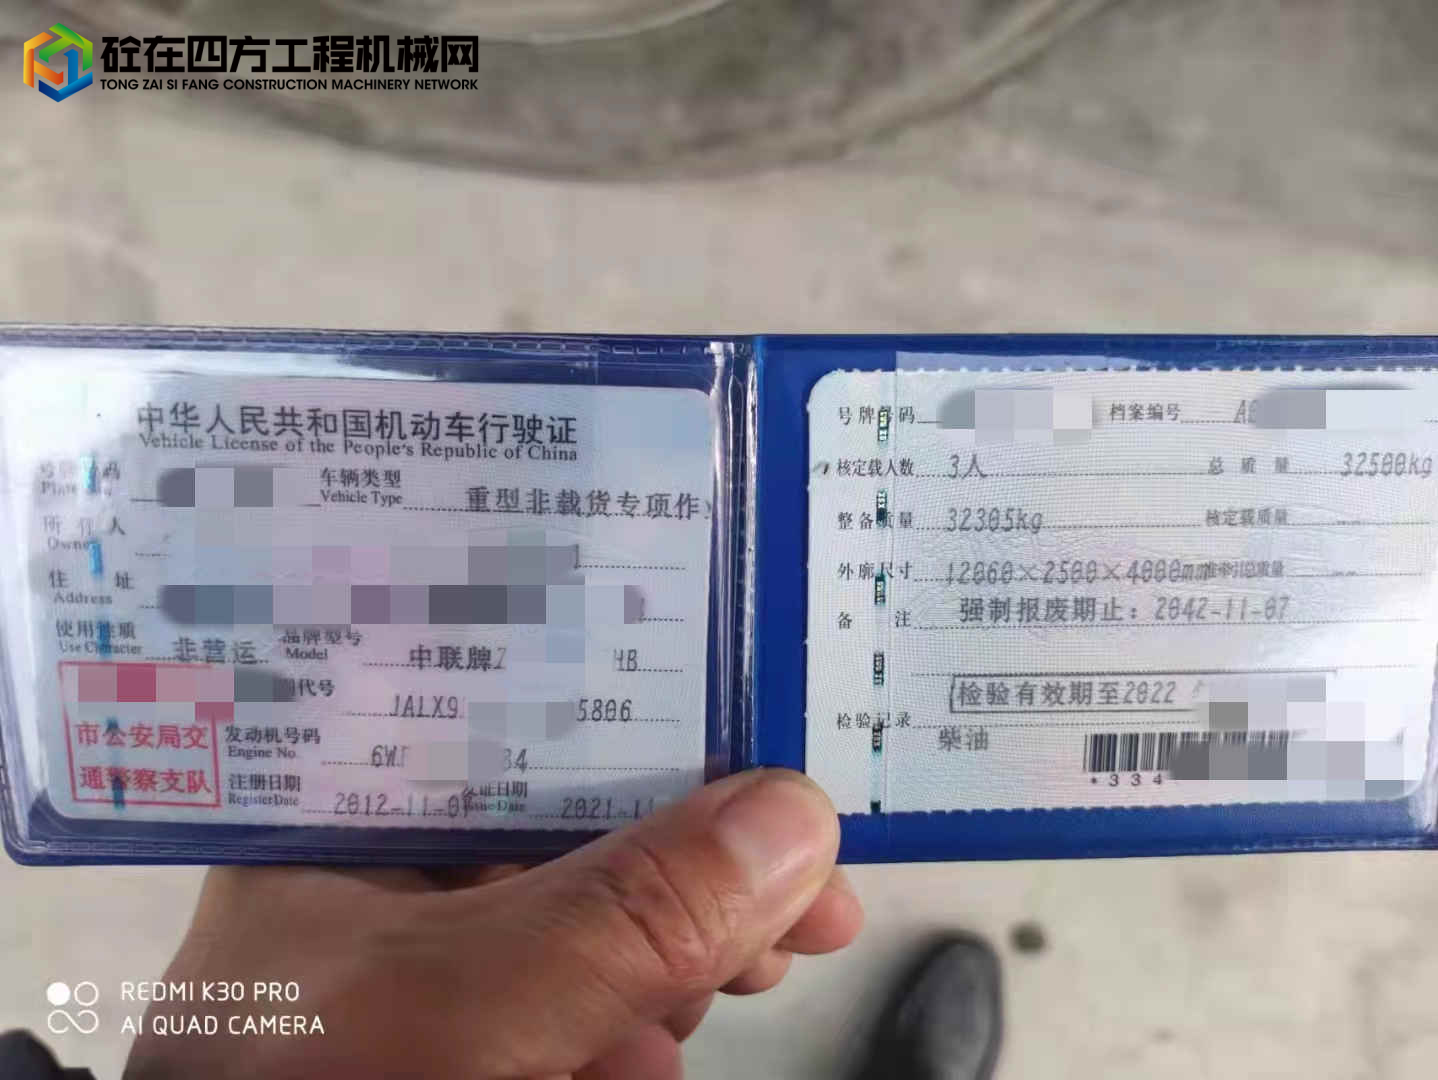 砼在四方工程机械网
TONG ZAI SI FANG CONSTRUCTION MACHINERY NETWORK
中华人民共和国机动车行驶证
Vehicle License of the People's Republic of China
号牌号码
Plate
车辆类型
Vehicle Type
重型非载货专项作
所有人
Owner
住 址
Address
使用性质
Use Character
非营运
品牌型号
Model
中联牌Z HB
代号
JALX9 5806
市公安局交
通警察支队
发动机号码
Engine No.
6W 34
注册日期
Register Date
2012-11-07
发证日期
Issue Date
2021-11
号牌号码
档案编号
核定载人数 3人
总 质 量 32500kg
整备质量 32305kg
核定载质量 --
外廓尺寸 12060×2500×4000mm
准牵引总质量 --
备 注 强制报废期止：2042-11-07
检验有效期至2022
检验记录
柴油
*334
REDMI K30 PRO
AI QUAD CAMERA